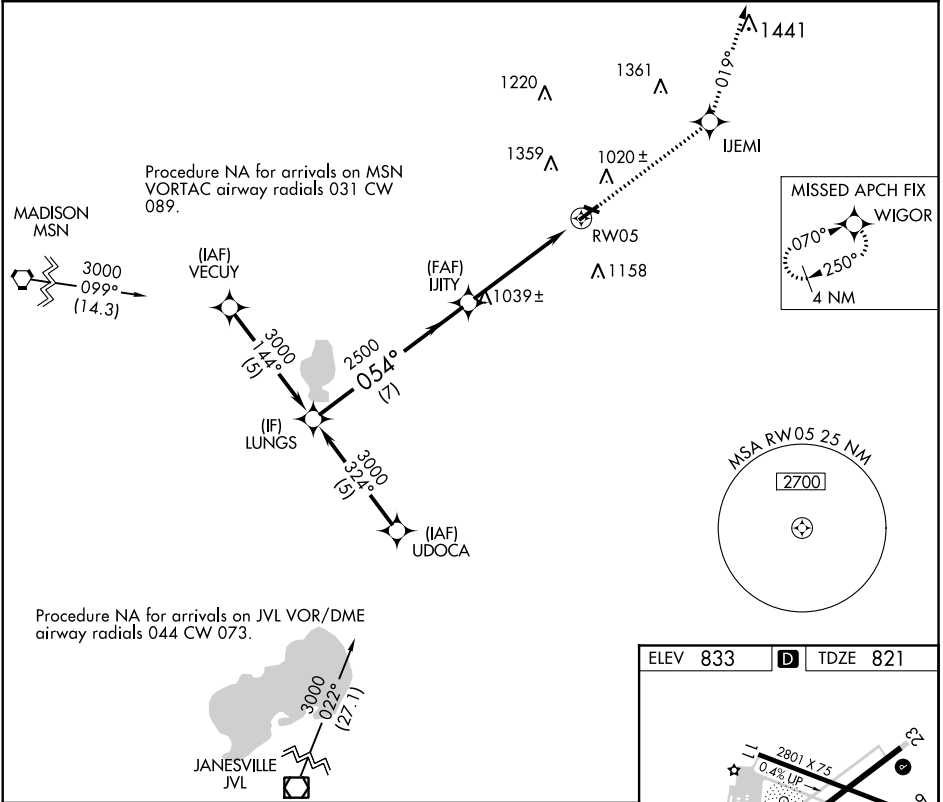 1441
019°
1361
1220
IJEMI
1359
1020 ±
Procedure NA for arrivals on MSN
VORTAC airway radials 031 CW
089.
MISSED APCH FIX
WIGOR
070°
250°
4 NM
MADISON
MSN
3000
099°
(14.3)
(IAF)
VECUY
RW05
(FAF)
IJITY
1158
1039 ±
3000
144°
(5)
2500
054°
(7)
(IF)
LUNGS
3000
324°
(5)
(IAF)
UDOCA
MSA RW05 25 NM
2700
Procedure NA for arrivals on JVL VOR/DME
airway radials 044 CW 073.
3000
022°
(27.1)
JANESVILLE
JVL
ELEV 833 D TDZE 821
23
11
2801 X 75
0.4% UP
P